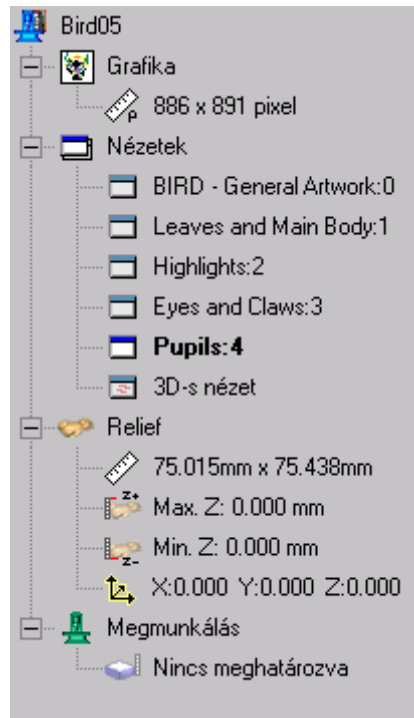 Bird05
Grafika
886 x 891 pixel
Nézetek
BIRD - General Artwork:0
Leaves and Main Body:1
Highlights:2
Eyes and Claws:3
Pupils:4
3D-s nézet
Relief
75.015mm x 75.438mm
Max. Z: 0.000 mm
Min. Z: 0.000 mm
X:0.000 Y:0.000 Z:0.000
Megmunkálás
Nincs meghatározva